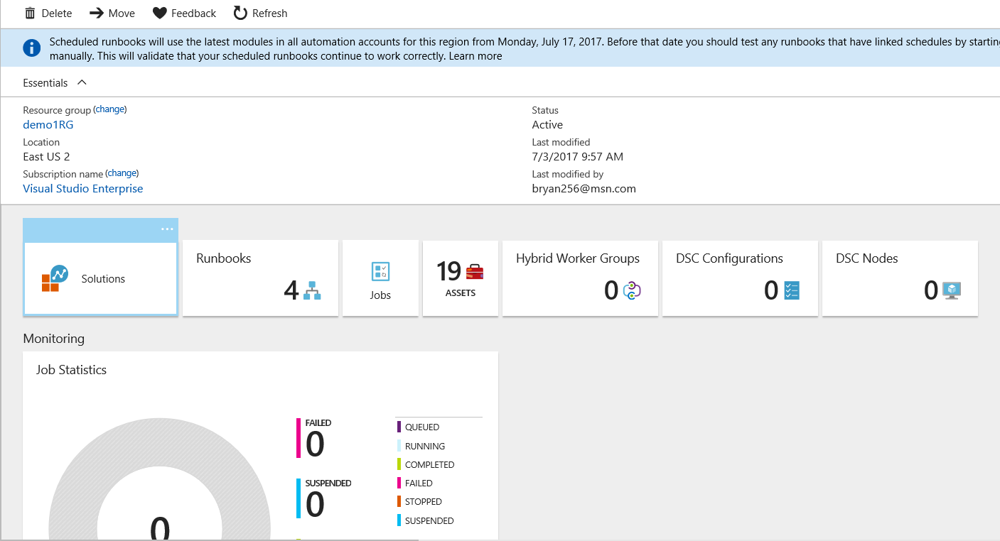 Delete Move Feedback Refresh
Scheduled runbooks will use the latest modules in all automation accounts for this region from Monday, July 17, 2017. Before that date you should test any runbooks that have linked schedules by starting
manually. This will validate that your scheduled runbooks continue to work correctly. Learn more
Essentials
Resource group (change)
demo1RG
Location
East US 2
Subscription name (change)
Visual Studio Enterprise
Status
Active
Last modified
7/3/2017 9:57 AM
Last modified by
bryan256@msn.com
Solutions
Runbooks
4
Jobs
19
ASSETS
Hybrid Worker Groups
0
DSC Configurations
0
DSC Nodes
0
Monitoring
Job Statistics
0
FAILED
0
SUSPENDED
0
QUEUED
RUNNING
COMPLETED
FAILED
STOPPED
SUSPENDED